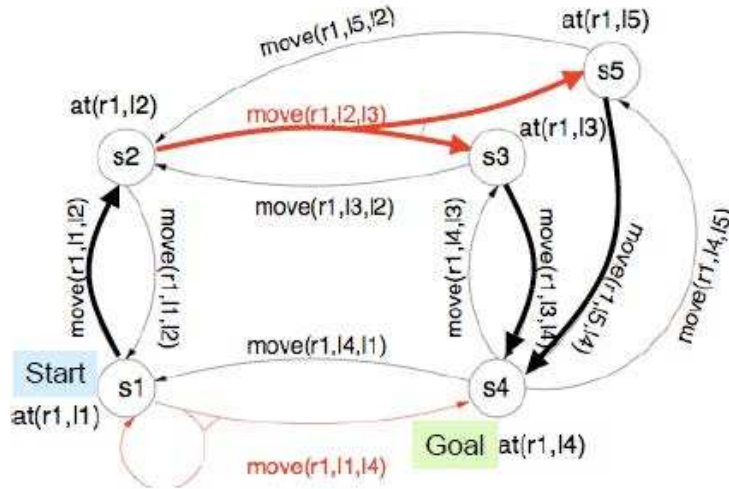 move(r1,l5,l2)
at(r1,l5)
s5
at(r1,l2)
move(r1,l2,l3)
at(r1,l3)
s2
s3
move(r1,l3,l2)
move(r1,l1,l2)
move(r1,l1,l2)
move(r1,l4,l3)
move(r1,l3,l4)
move(r1,l5,l4)
move(r1,l4,l5)
move(r1,l4,l1)
Start
s1
s4
at(r1,l1)
Goal
at(r1,l4)
move(r1,l1,l4)